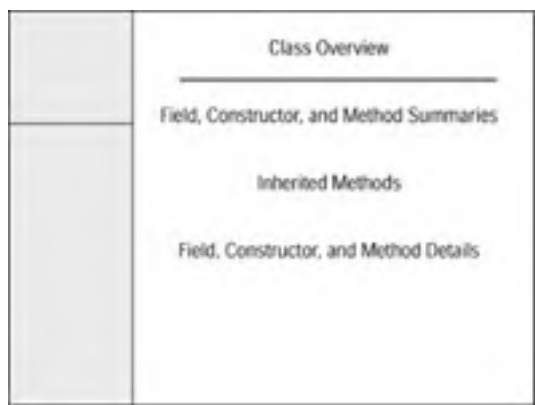 Class Overview
Field, Constructor, and Method Summaries
Inherited Methods
Field, Constructor, and Method Details